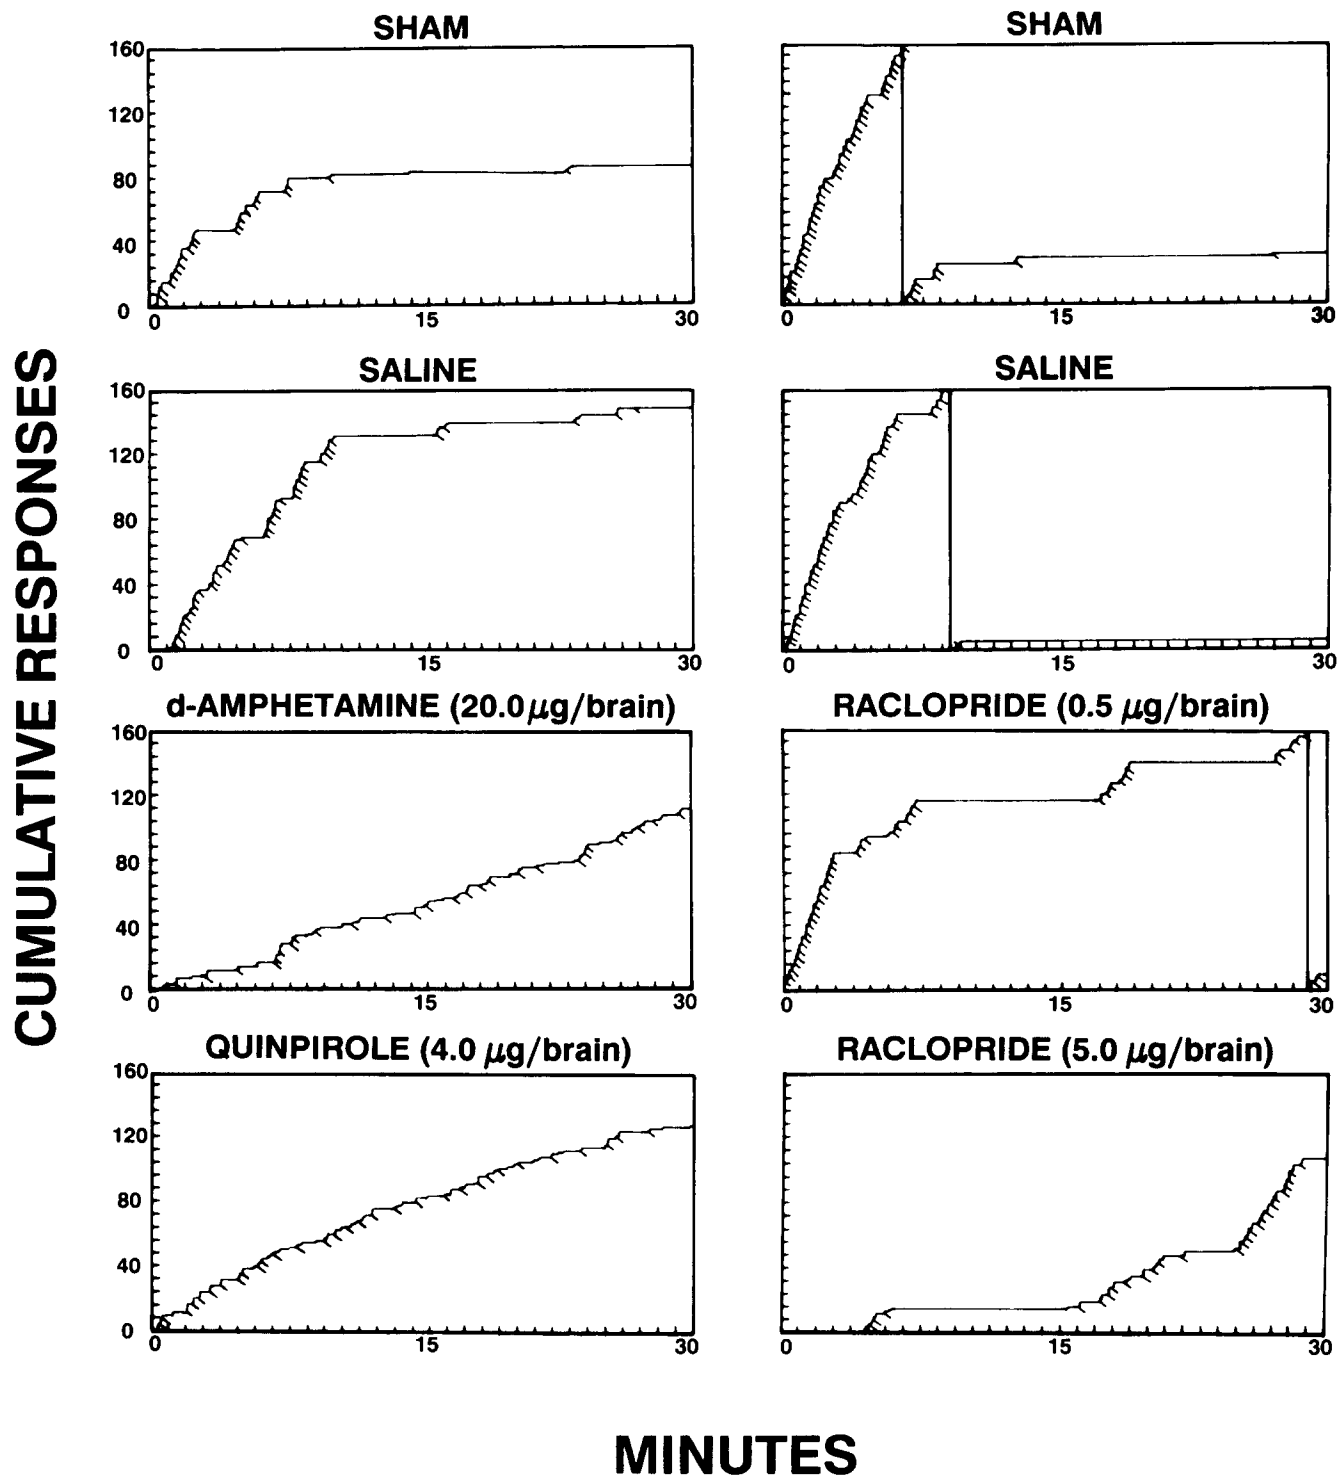 CUMULATIVE RESPONSES
SHAM
160
120
80
40
0
0 15 30
SHAM
0 15 30
SALINE
160
120
80
40
0
0 15 30
SALINE
0 15 30
d-AMPHETAMINE (20.0 μg/brain)
160
120
80
40
0
0 15 30
RACLOPRIDE (0.5 μg/brain)
0 15 30
QUINPIROLE (4.0 μg/brain)
160
120
80
40
0
0 15 30
RACLOPRIDE (5.0 μg/brain)
0 15 30
MINUTES